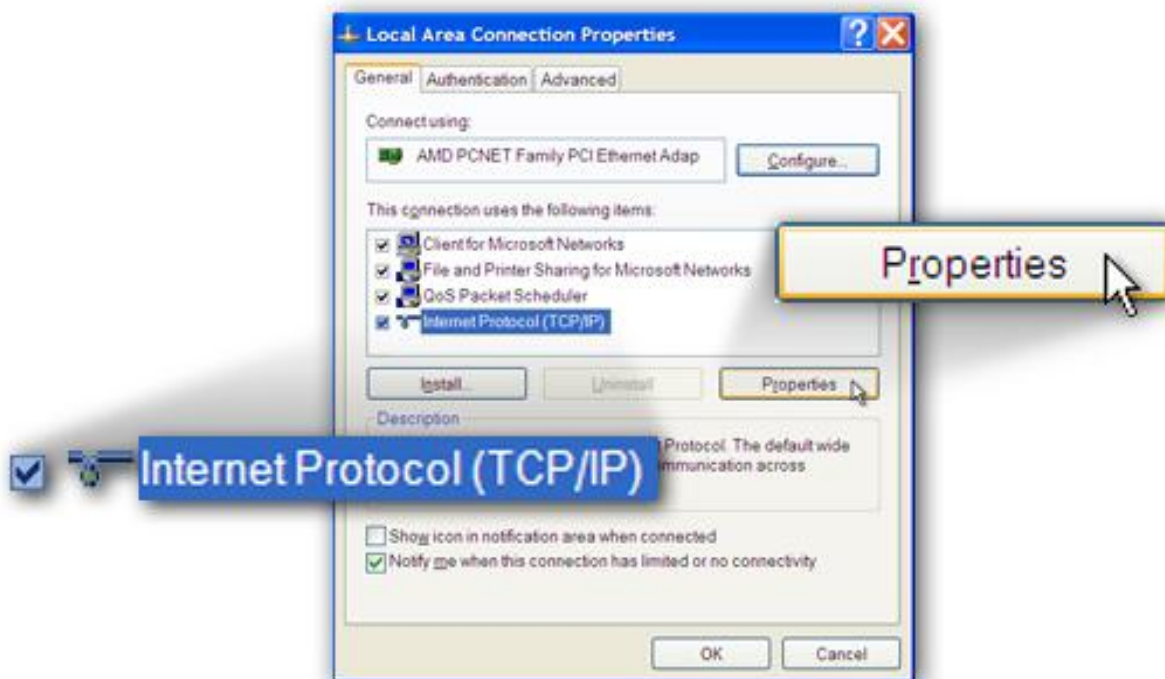 Local Area Connection Properties
General Authentication Advanced
Connect using:
AMD PCNET Family PCI Ethernet Adap
Configure...
This connection uses the following items:
Client for Microsoft Networks
File and Printer Sharing for Microsoft Networks
QoS Packet Scheduler
Internet Protocol (TCP/IP)
Properties
Install... Uninstall Properties
Description
Internet Protocol (TCP/IP)
Protocol. The default wide
communication across
Show icon in notification area when connected
Notify me when this connection has limited or no connectivity
OK Cancel